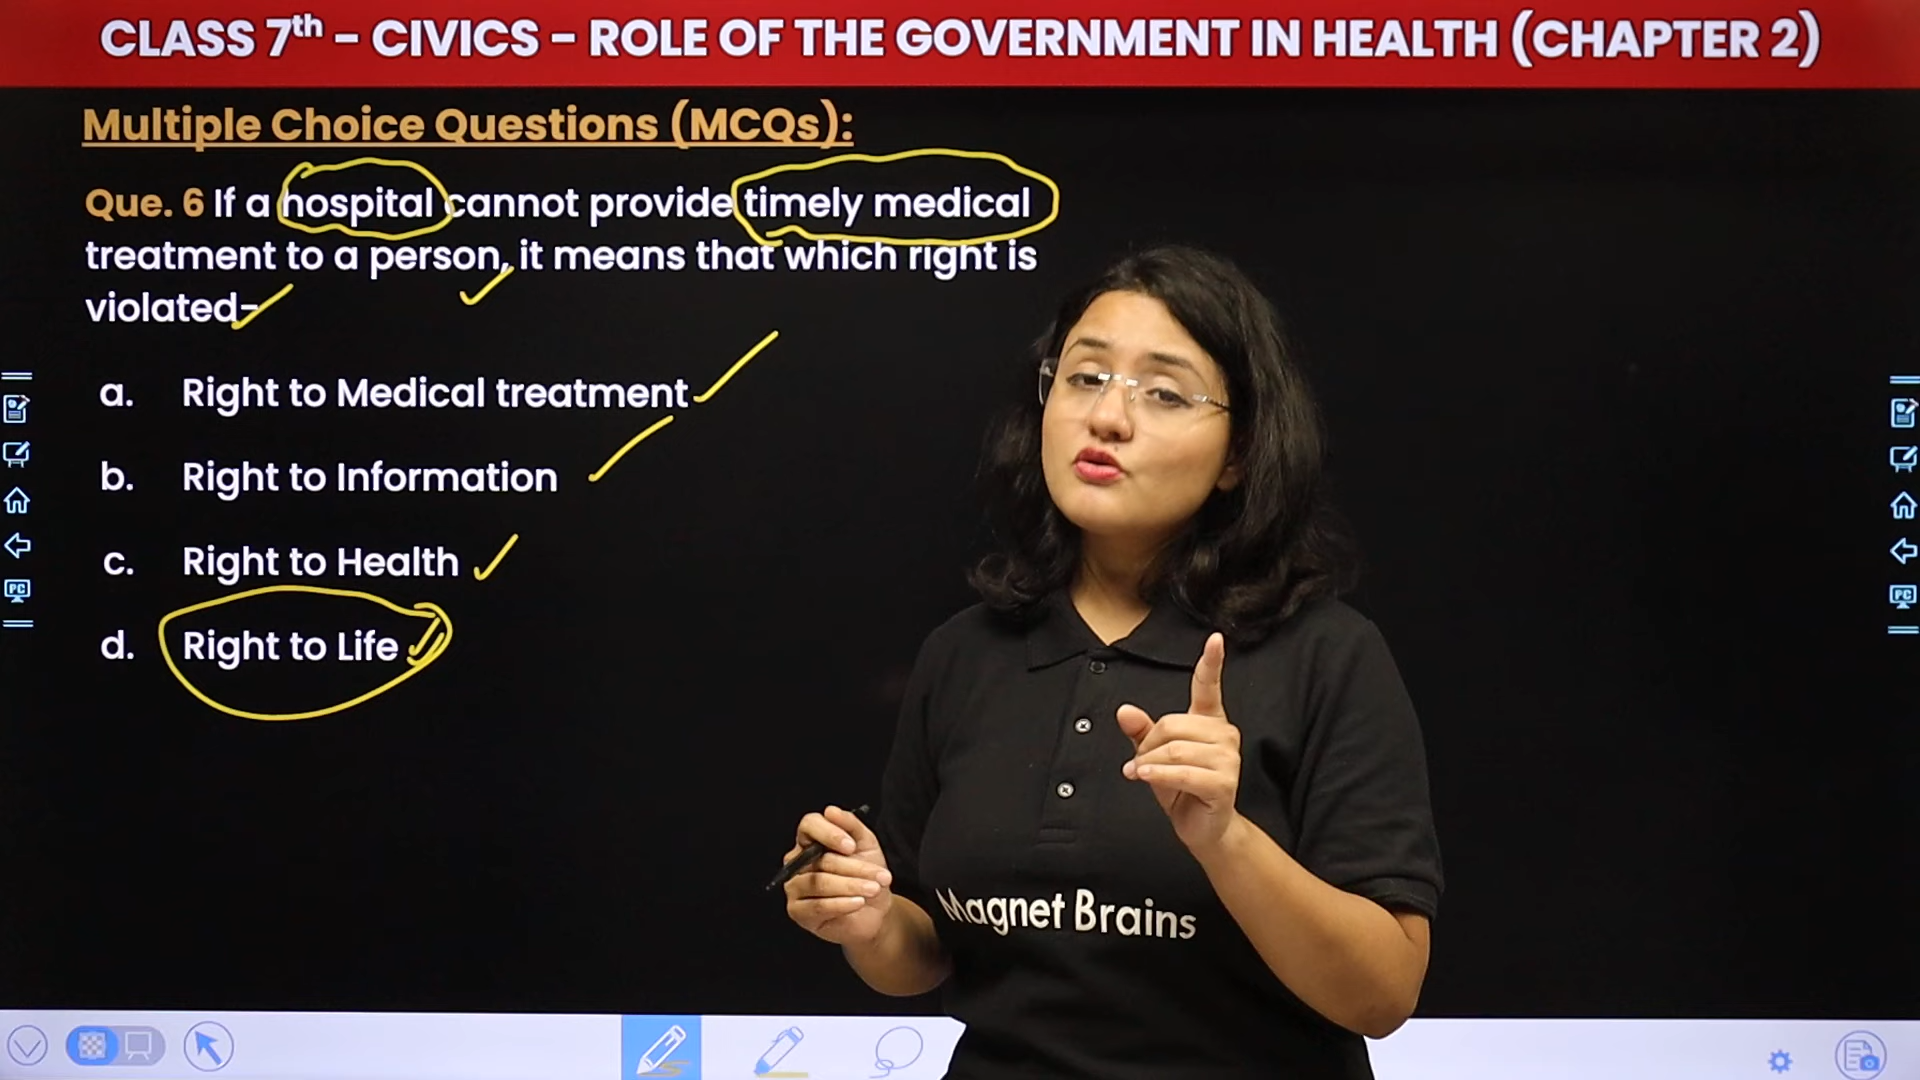 CLASS 7th – CIVICS – ROLE OF THE GOVERNMENT IN HEALTH (CHAPTER 2)
Multiple Choice Questions (MCQs):
Que. 6 If a hospital cannot provide timely medical
treatment to a person, it means that which right is
violated-
a. Right to Medical treatment
b. Right to Information
c. Right to Health
d. Right to Life
PC
PC
Magnet Brains